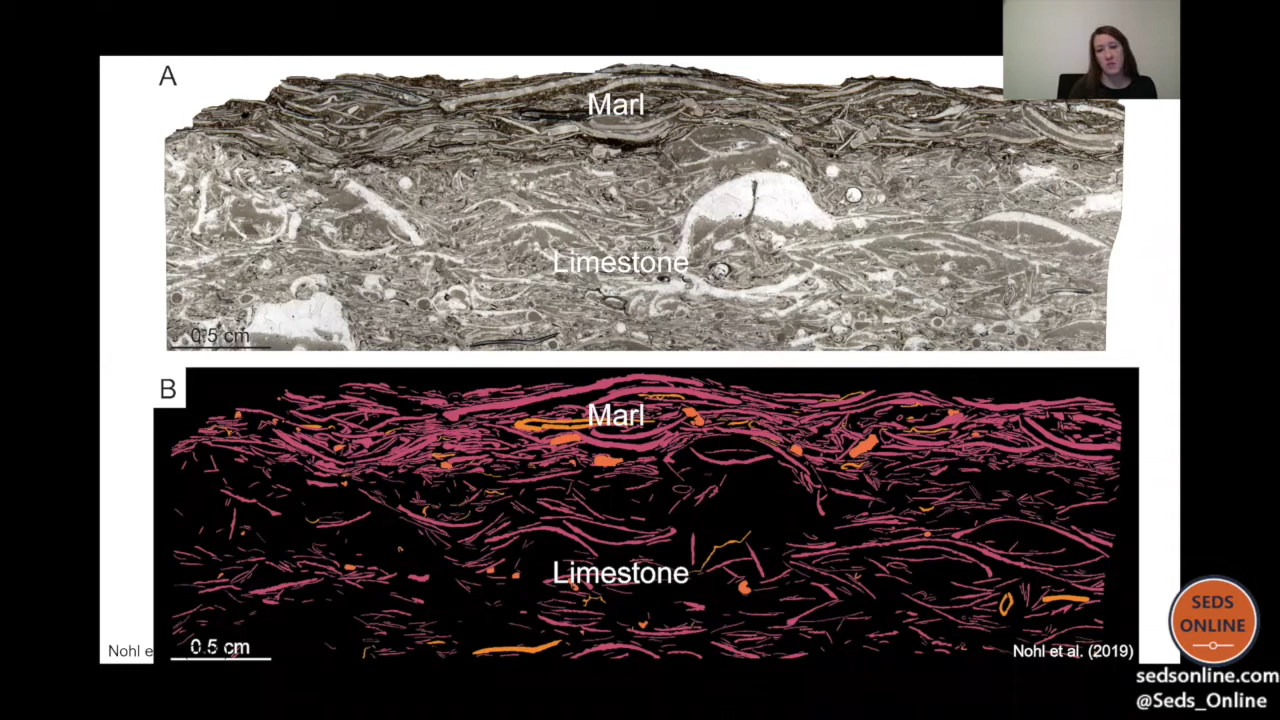 A
Marl
Limestone
0.5 cm
B
Marl
Limestone
0.5 cm
Nohl e
Nohl et al. (2019)
SEDS
ONLINE
sedsonline.com
@Seds_Online